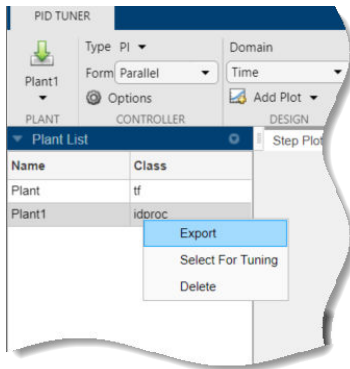 PID TUNER
Type PI Domain
Plant1 Form Parallel Time
Options Add Plot
PLANT CONTROLLER DESIGN
Plant List Step Plot
Name Class
Plant tf
Plant1 idproc
Export
Select For Tuning
Delete